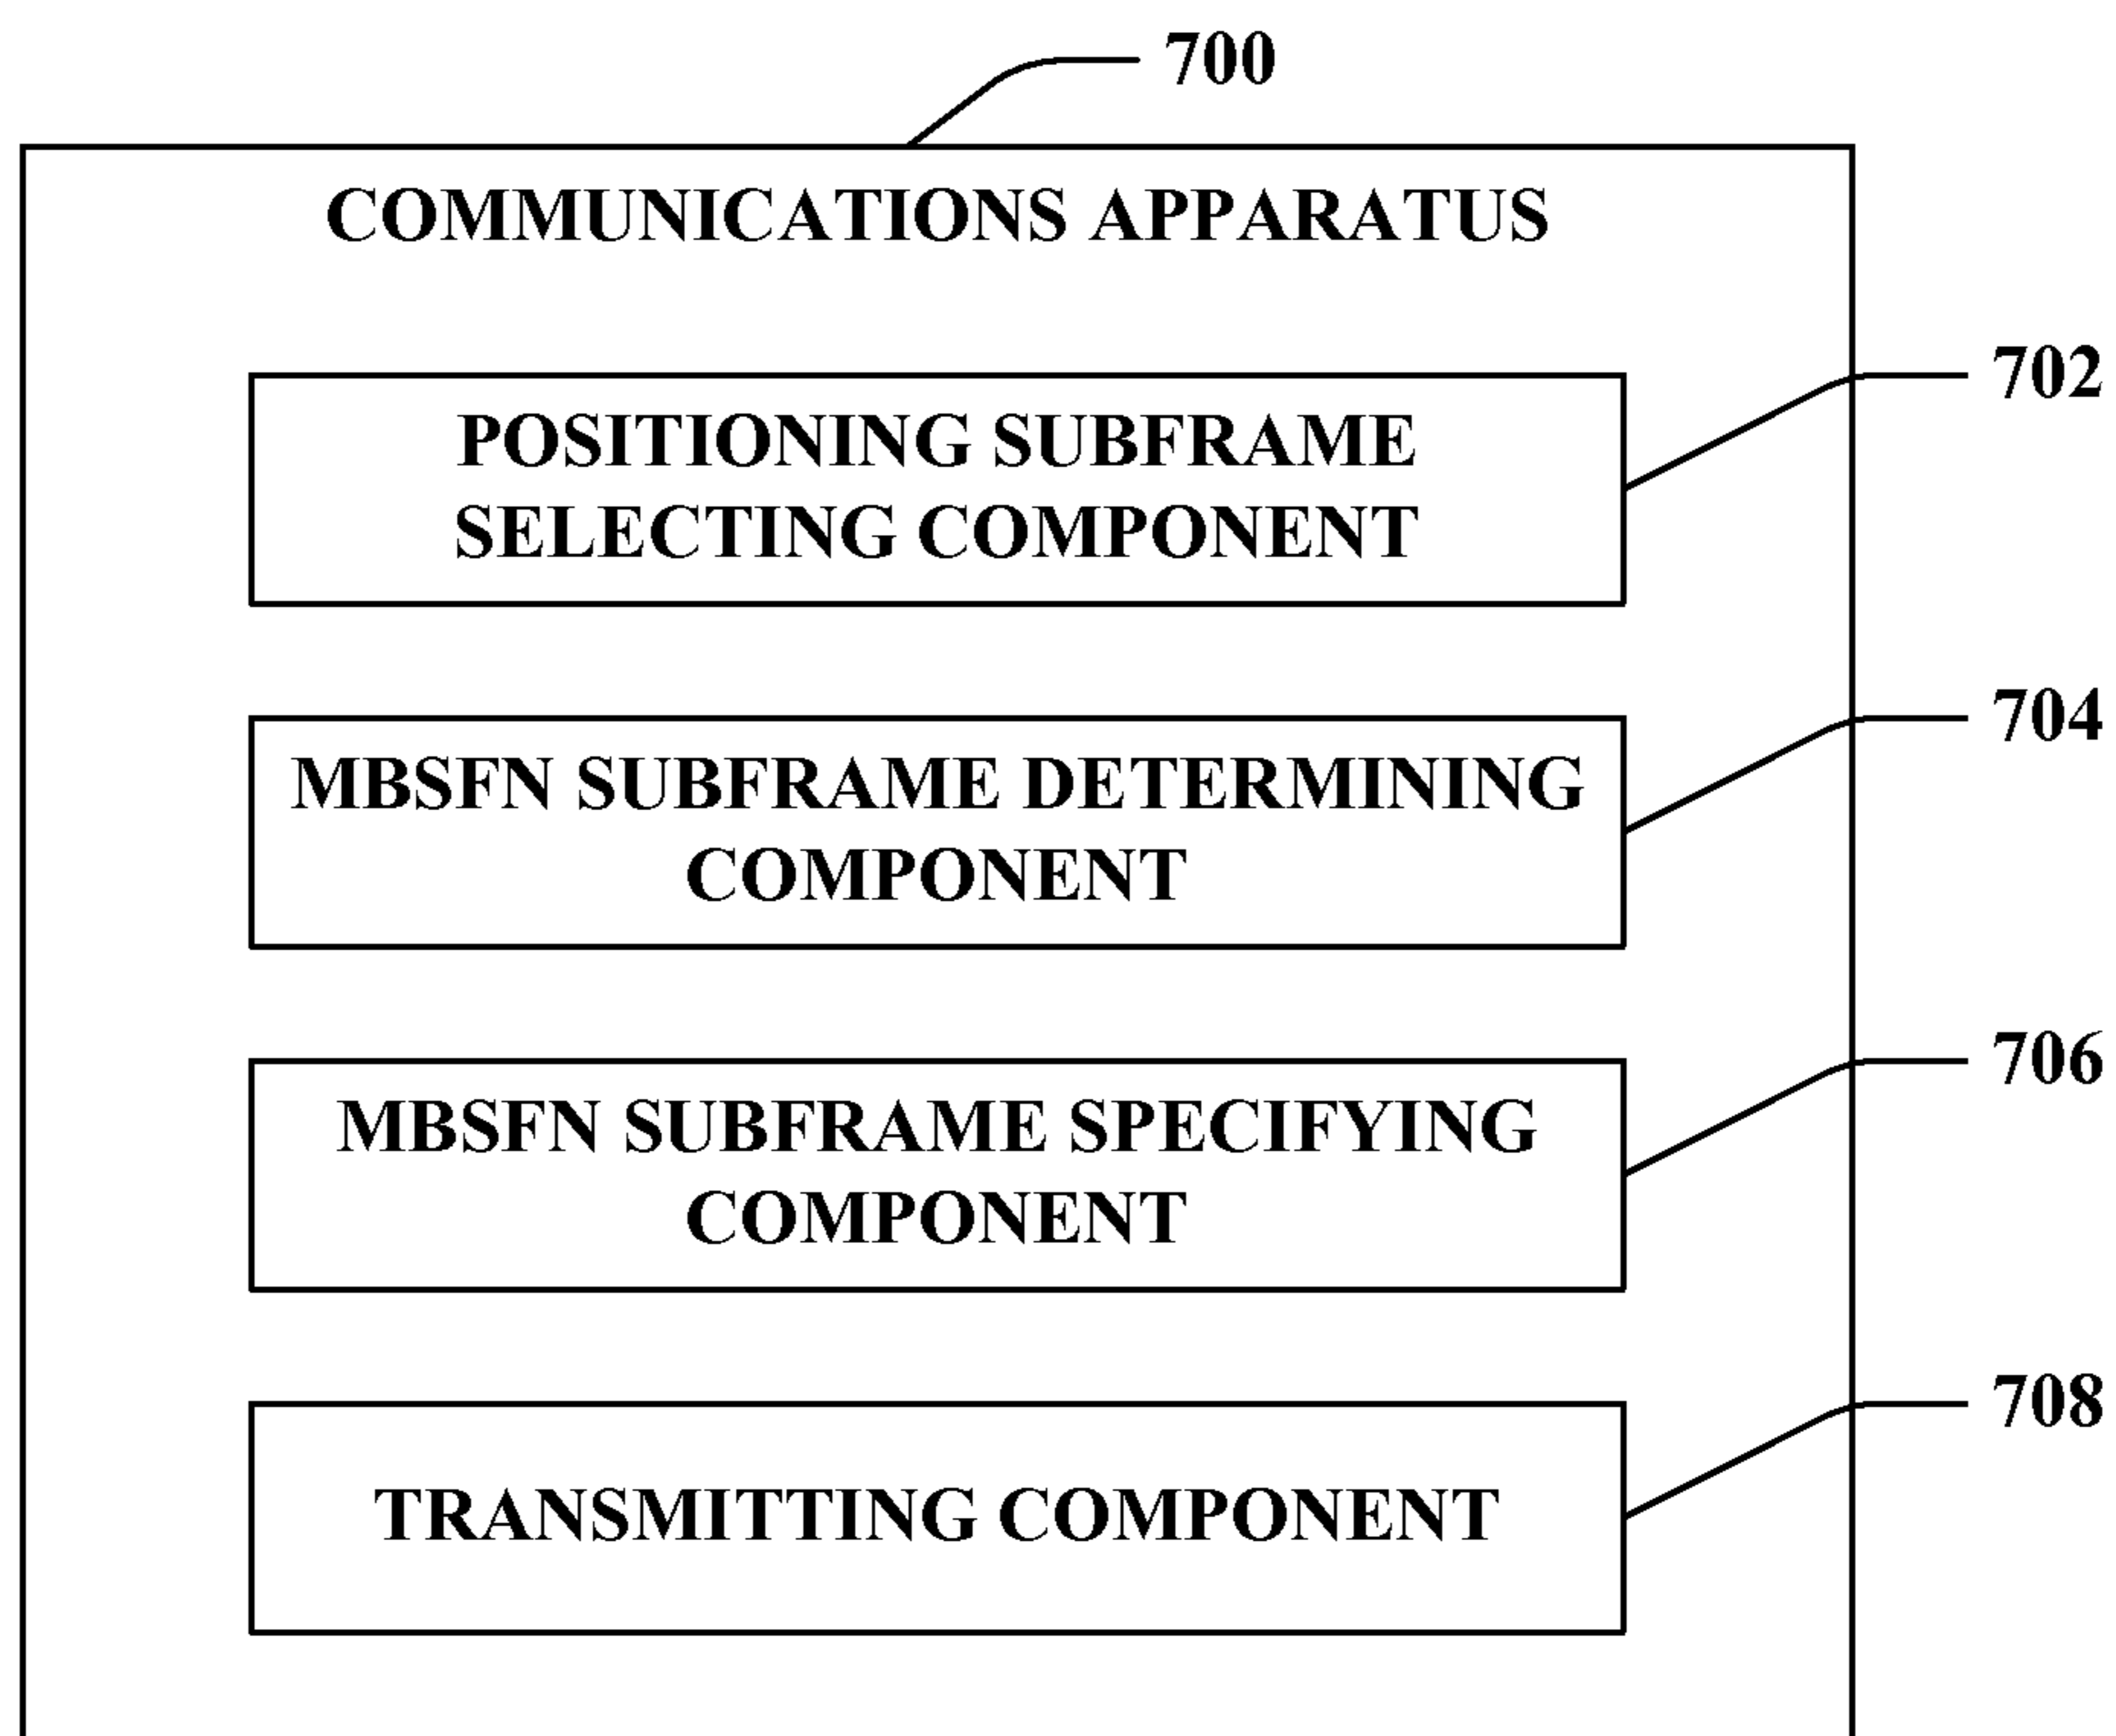 700
COMMUNICATIONS APPARATUS
702
POSITIONING SUBFRAME
SELECTING COMPONENT
704
MBSFN SUBFRAME DETERMINING
COMPONENT
706
MBSFN SUBFRAME SPECIFYING
COMPONENT
708
TRANSMITTING COMPONENT